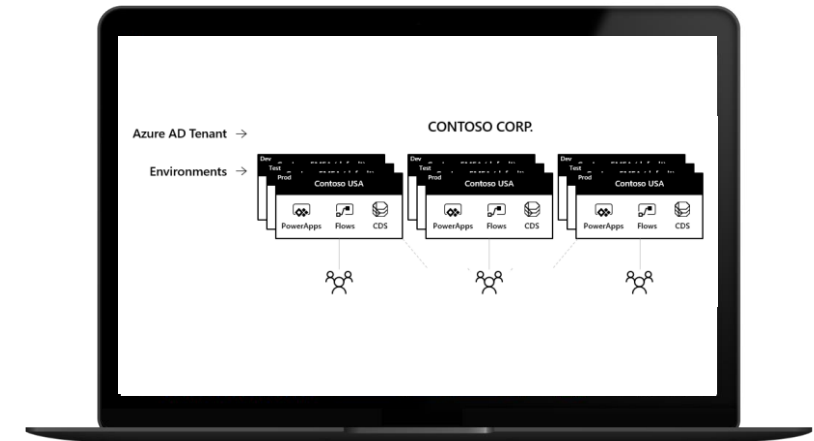 CONTOSO CORP.
Azure AD Tenant →
Environments →
Dev
Test
Prod
Contoso USA
PowerApps Flows CDS
Dev
Test
Prod
Contoso USA
PowerApps Flows CDS
Dev
Test
Prod
Contoso USA
PowerApps Flows CDS